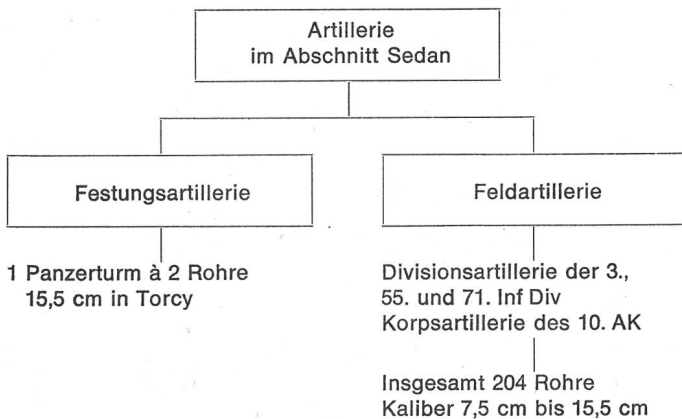 Artillerie
im Abschnitt Sedan
Festungsartillerie
1 Panzerturm à 2 Rohre
15,5 cm in Torcy
Feldartillerie
Divisionsartillerie der 3.,
55. und 71. Inf Div
Korpsartillerie des 10. AK
Insgesamt 204 Rohre
Kaliber 7,5 cm bis 15,5 cm